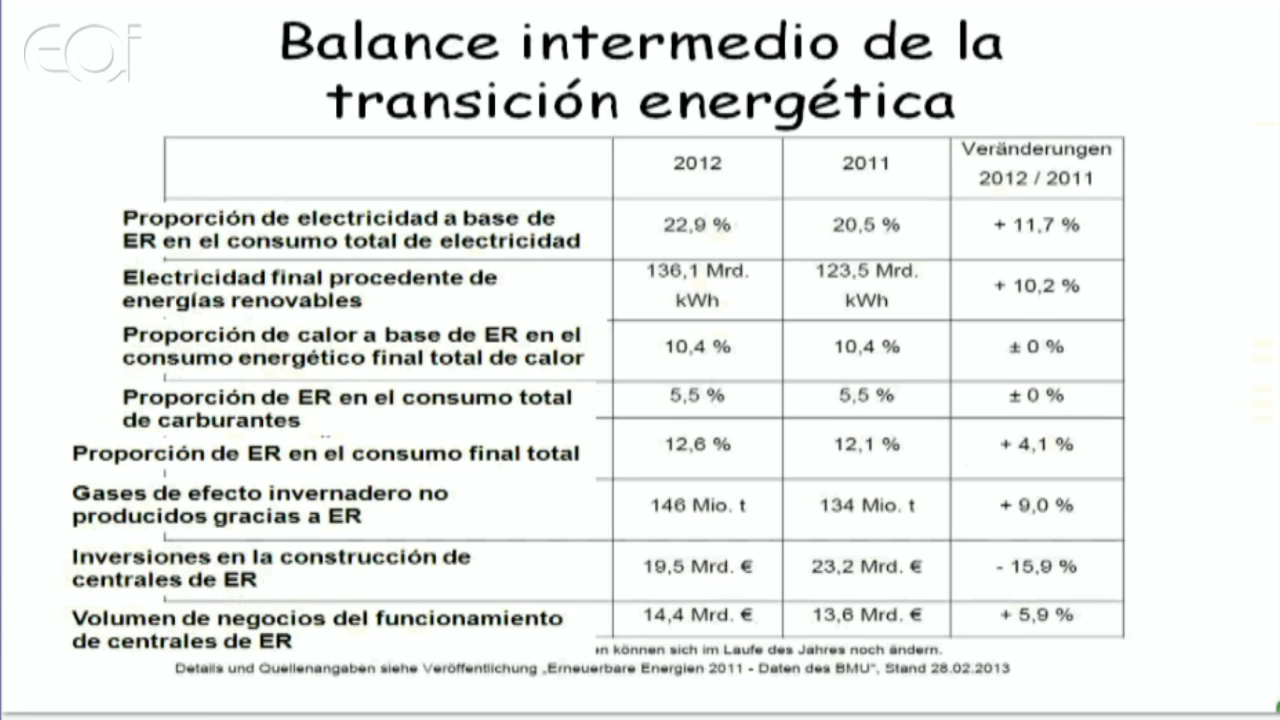 EOi
Balance intermedio de la
transición energética
2012 2011 Veränderungen
2012 / 2011
Proporción de electricidad a base de
ER en el consumo total de electricidad
22,9 % 20,5 % + 11,7 %
Electricidad final procedente de
energías renovables
136,1 Mrd. 123,5 Mrd.
kWh kWh
+ 10,2 %
Proporción de calor a base de ER en el
consumo energético final total de calor
10,4 % 10,4 % ± 0 %
Proporción de ER en el consumo total
de carburantes
5,5 % 5,5 % ± 0 %
Proporción de ER en el consumo final total
12,6 % 12,1 % + 4,1 %
Gases de efecto invernadero no
producidos gracias a ER
146 Mio. t 134 Mio. t + 9,0 %
Inversiones en la construcción de
centrales de ER
19,5 Mrd. € 23,2 Mrd. € - 15,9 %
Volumen de negocios del funcionamiento
de centrales de ER
14,4 Mrd. € 13,6 Mrd. € + 5,9 %
können sich im Laufe des Jahres noch ändern.
Details und Quellenangaben siehe Veröffentlichung „Erneuerbare Energien 2011 - Daten des BMU“, Stand 28.02.2013